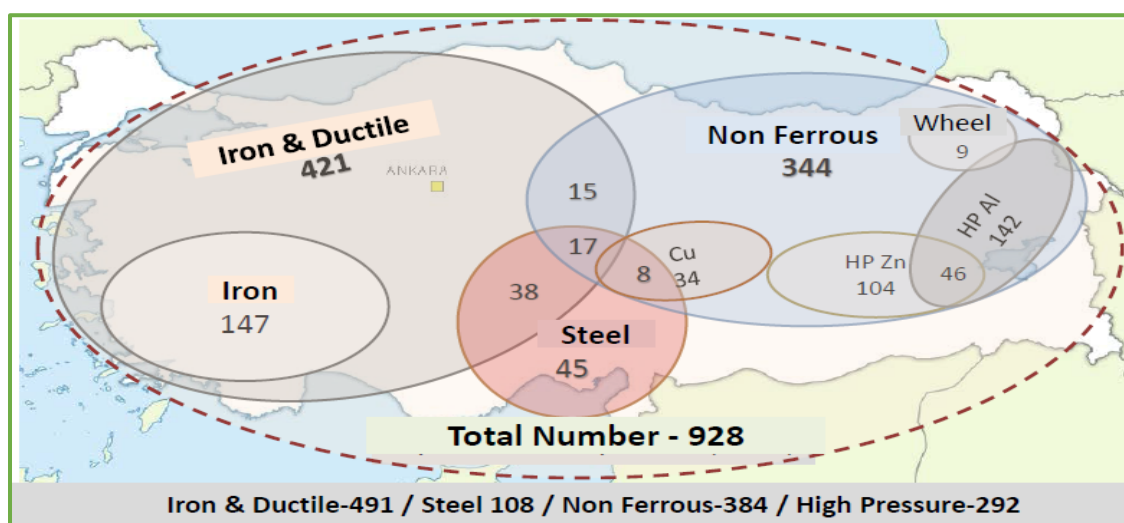 Iron & Ductile
421
ANKARA
Non Ferrous
344
Wheel
9
15
HP Al
142
17
Cu
34
8
HP Zn
104
46
38
Iron
147
Steel
45
Total Number - 928
Iron & Ductile-491 / Steel 108 / Non Ferrous-384 / High Pressure-292